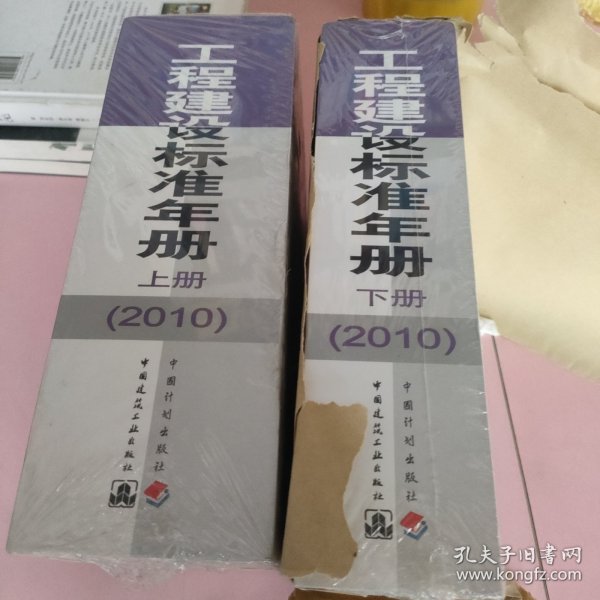 工程建设标准年册
上册
(2010)
中国计划出版社
中国建筑工业出版社
工程建设标准年册
下册
(2010)
中国计划出版社
中国建筑工业出版社
孔夫子旧书网
www.kongfz.com